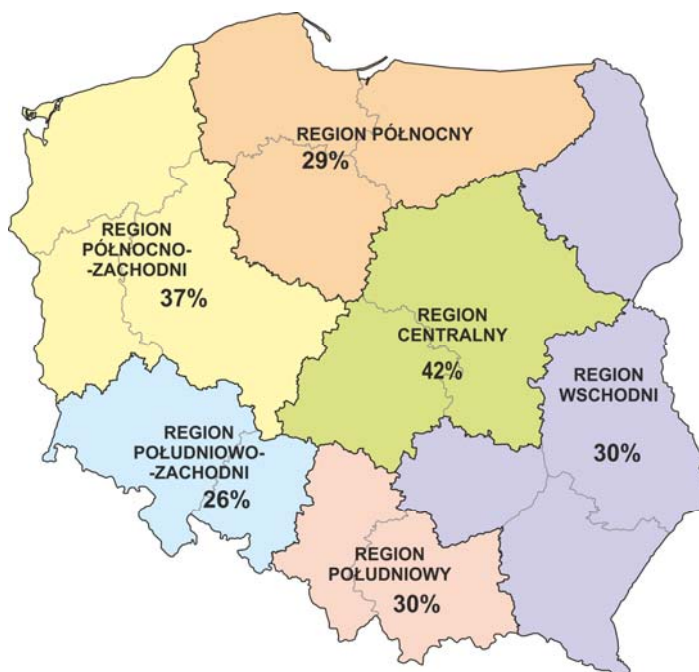 REGION PÓŁNOCNY
29%
REGION
PÓŁNOCNO-
-ZACHODNI
37%
REGION
CENTRALNY
42%
REGION
WSCHODNI
30%
REGION
POŁUDNIOWO-
-ZACHODNI
26%
REGION
POŁUDNIOWY
30%